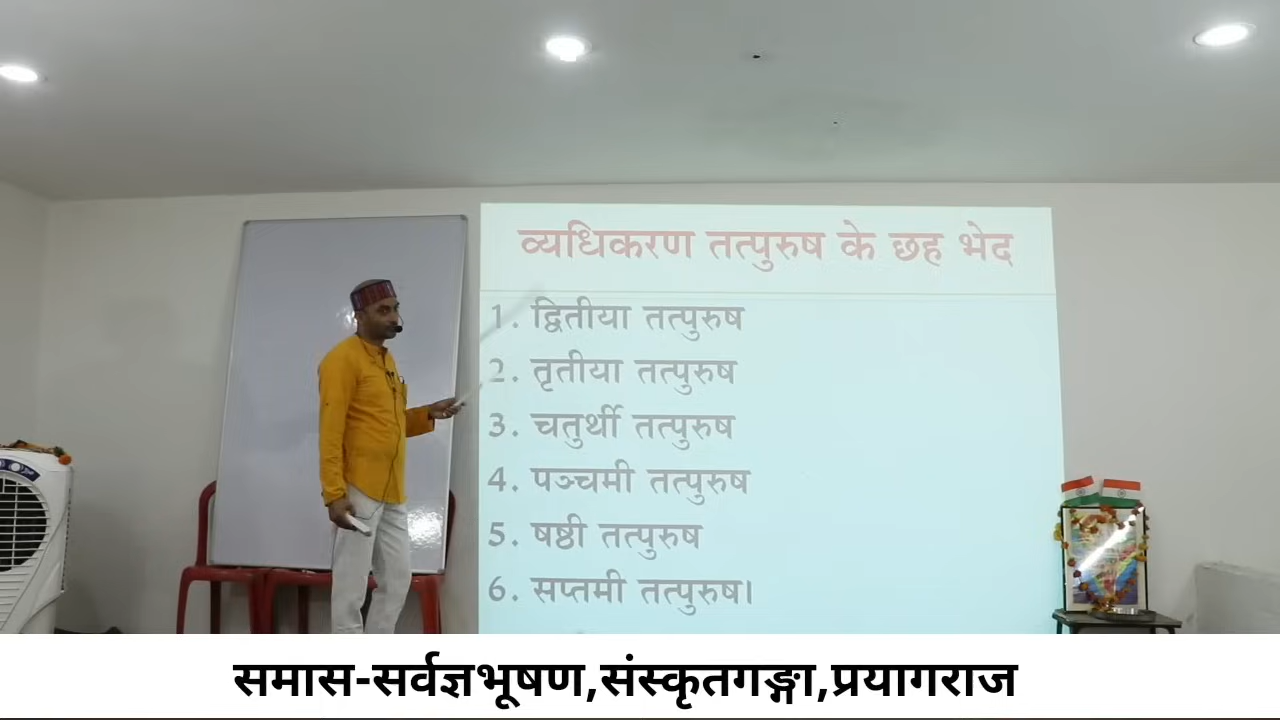 व्यधिकरण तत्पुरुष के छह भेद
1. द्वितीया तत्पुरुष
2. तृतीया तत्पुरुष
3. चतुर्थी तत्पुरुष
4. पञ्चमी तत्पुरुष
5. षष्ठी तत्पुरुष
6. सप्तमी तत्पुरुष।
समास-सर्वज्ञभूषण,संस्कृतगङ्गा,प्रयागराज